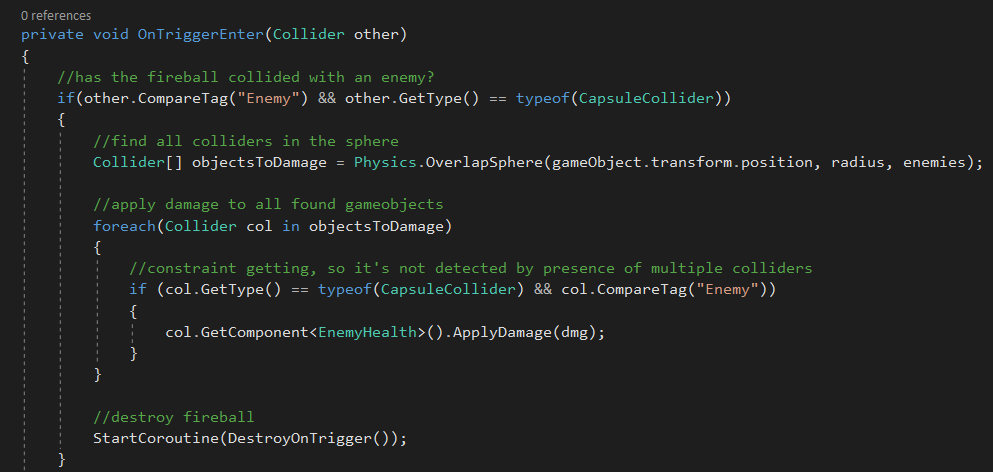 0 references
private void OnTriggerEnter(Collider other)
{
//has the fireball collided with an enemy?
if(other.CompareTag("Enemy") && other.GetType() == typeof(CapsuleCollider))
{
//find all colliders in the sphere
Collider[] objectsToDamage = Physics.OverlapSphere(gameObject.transform.position, radius, enemies);
//apply damage to all found gameobjects
foreach(Collider col in objectsToDamage)
{
//constraint getting, so it's not detected by presence of multiple colliders
if (col.GetType() == typeof(CapsuleCollider) && col.CompareTag("Enemy"))
{
col.GetComponent<EnemyHealth>().ApplyDamage(dmg);
}
}
//destroy fireball
StartCoroutine(DestroyOnTrigger());
}